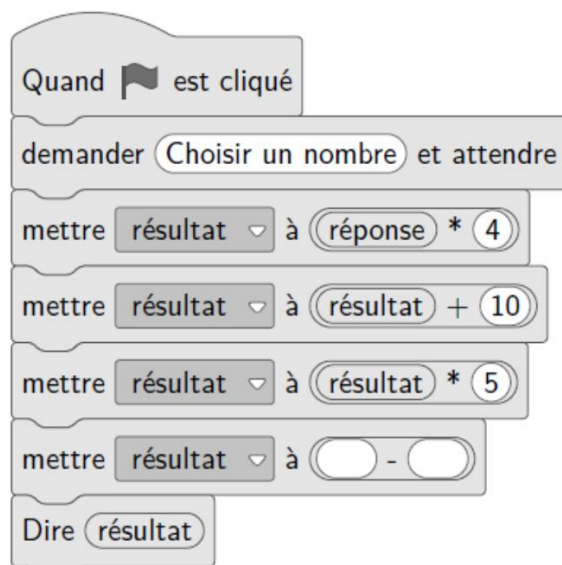 Quand est cliqué
demander Choisir un nombre et attendre
mettre résultat à réponse * 4
mettre résultat à résultat + 10
mettre résultat à résultat * 5
mettre résultat à -
Dire résultat